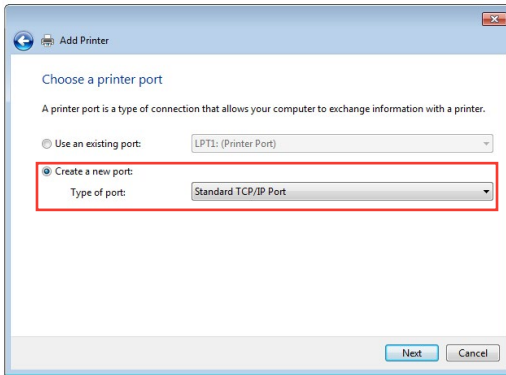 Add Printer
Choose a printer port
A printer port is a type of connection that allows your computer to exchange information with a printer.
Use an existing port: LPT1: (Printer Port)
Create a new port:
Type of port: Standard TCP/IP Port
Next Cancel